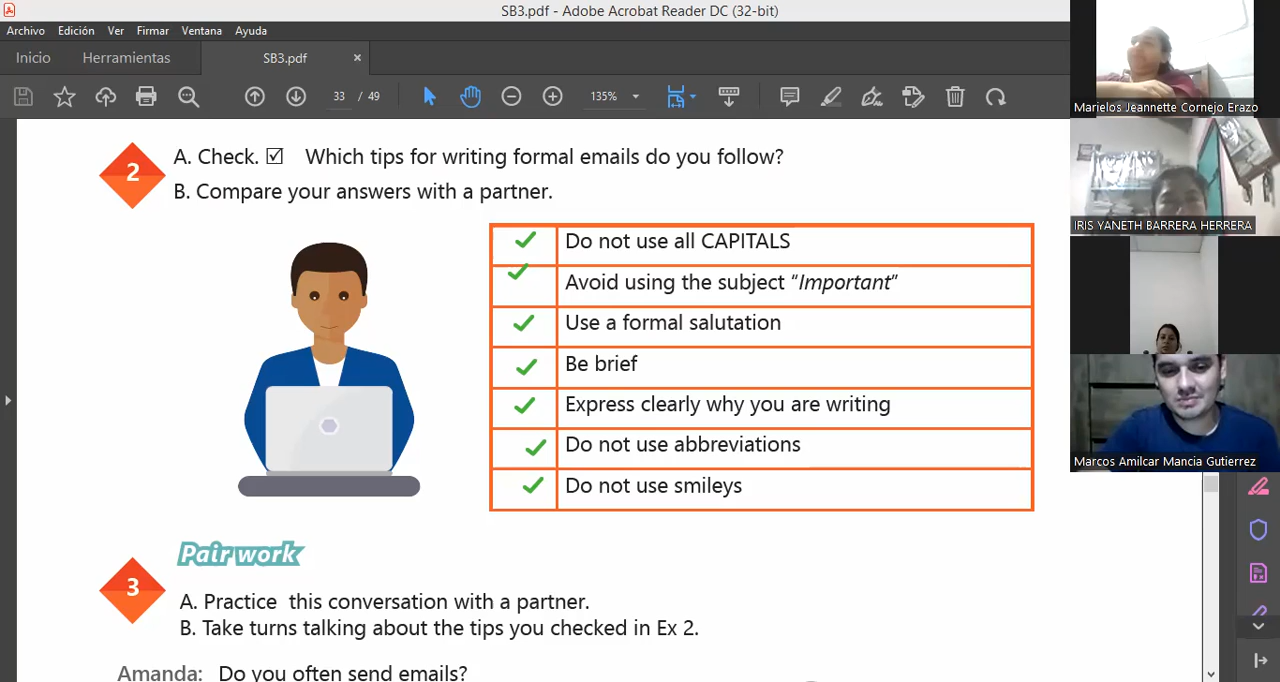 SB3.pdf - Adobe Acrobat Reader DC (32-bit)
Archivo Edición Ver Firmar Ventana Ayuda
Inicio Herramientas SB3.pdf ×
33 / 49 135%
2
A. Check. ☑ Which tips for writing formal emails do you follow?
B. Compare your answers with a partner.
Do not use all CAPITALS
Avoid using the subject “Important”
Use a formal salutation
Be brief
Express clearly why you are writing
Do not use abbreviations
Do not use smileys
Pair work
3
A. Practice this conversation with a partner.
B. Take turns talking about the tips you checked in Ex 2.
Amanda: Do you often send emails?
Marielos Jeannette Cornejo Erazo
IRIS YANETH BARRERA HERRERA
Marcos Amilcar Mancia Gutierrez